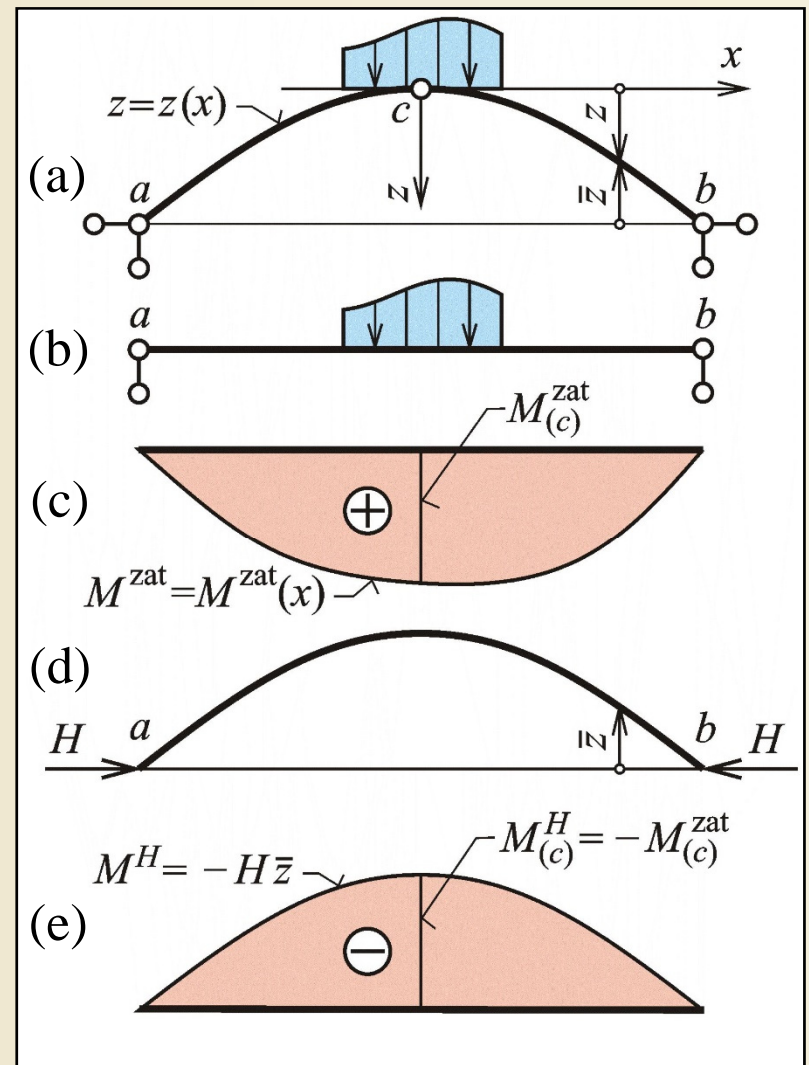 x
z=z(x)
c
z
(a)
a
z
z̄
b
a
b
(b)
M^zat_(c)
(c)
⊕
M^zat=M^zat(x)
(d)
H
a
z̄
b
H
M^H = −H z̄
M^H_(c) = −M^zat_(c)
(e)
⊖